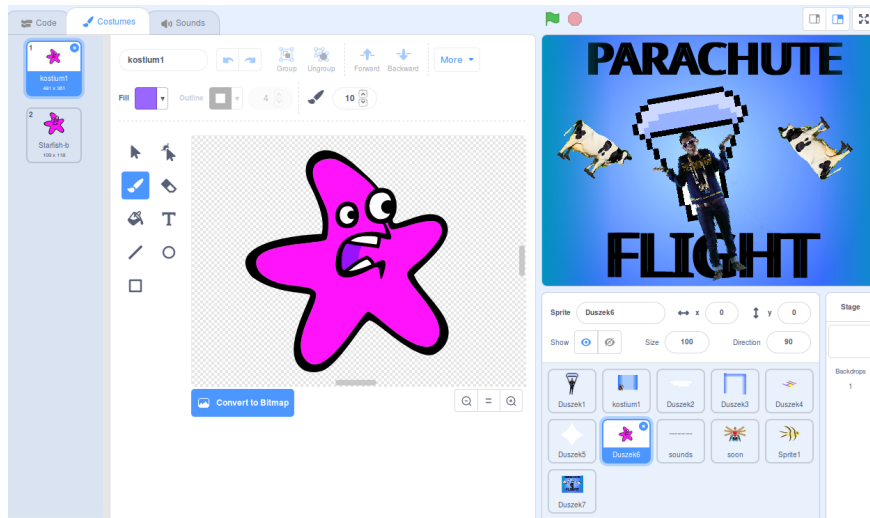 Code
Costumes
Sounds
1
kostium1
2
Starfish-b
kostium1
Group
Ungroup
Forward
Backward
More
Fill
Outline
4
10
T
Convert to Bitmap
=
PARACHUTE
FLIGHT
Sprite
Duszek6
x
0
y
0
Show
Size
100
Direction
90
Stage
Backdrops
1
Duszek1
kostium1
Duszek2
Duszek3
Duszek4
Duszek5
Duszek6
sounds
soon
Sprite1
Duszek7